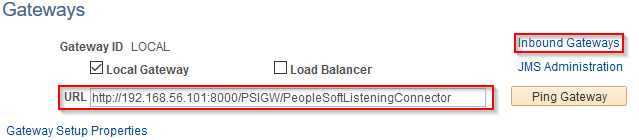 Gateways
Gateway ID LOCAL
Inbound Gateways
Local Gateway
Load Balancer
JMS Administration
URL http://192.168.56.101:8000/PSIGW/PeopleSoftListeningConnector
Ping Gateway
Gateway Setup Properties